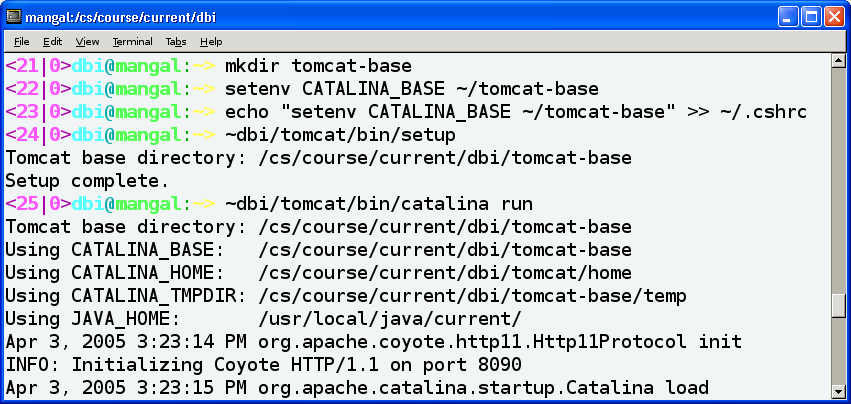 mangal:/cs/course/current/dbi
File Edit View Terminal Tabs Help
<21|0>dbi@mangal:~> mkdir tomcat-base
<22|0>dbi@mangal:~> setenv CATALINA_BASE ~/tomcat-base
<23|0>dbi@mangal:~> echo "setenv CATALINA_BASE ~/tomcat-base" >> ~/.cshrc
<24|0>dbi@mangal:~> ~dbi/tomcat/bin/setup
Tomcat base directory: /cs/course/current/dbi/tomcat-base
Setup complete.
<25|0>dbi@mangal:~> ~dbi/tomcat/bin/catalina run
Tomcat base directory: /cs/course/current/dbi/tomcat-base
Using CATALINA_BASE:   /cs/course/current/dbi/tomcat-base
Using CATALINA_HOME:   /cs/course/current/dbi/tomcat/home
Using CATALINA_TMPDIR: /cs/course/current/dbi/tomcat-base/temp
Using JAVA_HOME:       /usr/local/java/current/
Apr 3, 2005 3:23:14 PM org.apache.coyote.http11.Http11Protocol init
INFO: Initializing Coyote HTTP/1.1 on port 8090
Apr 3, 2005 3:23:15 PM org.apache.catalina.startup.Catalina load